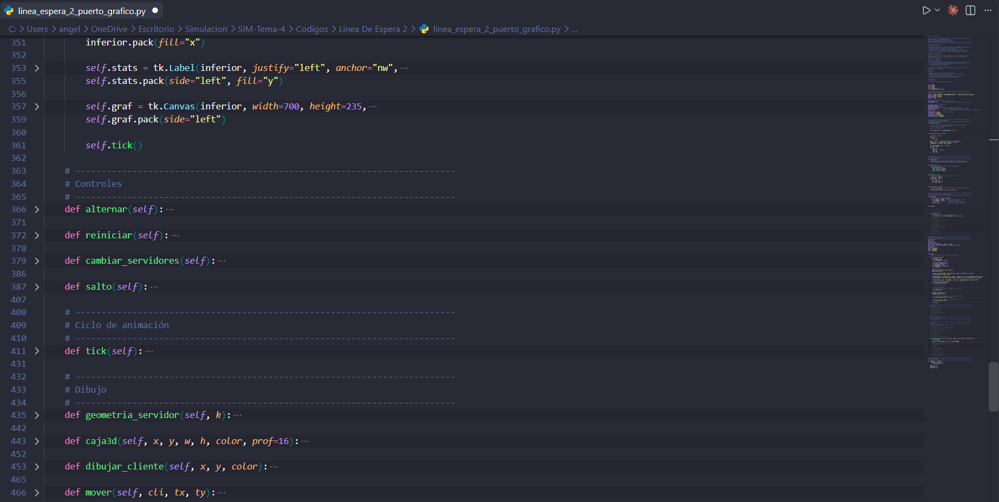 linea_espera_2_puerto_grafico.py
C: > Users > angel > OneDrive > Escritorio > Simulacion > SIM-Tema-4 > Codigos > Linea De Espera 2 > linea_espera_2_puerto_grafico.py > ...
351 inferior.pack(fill="x")
352
353 self.stats = tk.Label(inferior, justify="left", anchor="nw", ...
355 self.stats.pack(side="left", fill="y")
356
357 self.graf = tk.Canvas(inferior, width=700, height=235, ...
359 self.graf.pack(side="left")
360
361 self.tick()
362
363 # -------------------------------------------------------------------------
364 # Controles
365 # -------------------------------------------------------------------------
366 def alternar(self): ...
371
372 def reiniciar(self): ...
378
379 def cambiar_servidores(self): ...
386
387 def salto(self): ...
407
408 # -------------------------------------------------------------------------
409 # Ciclo de animación
410 # -------------------------------------------------------------------------
411 def tick(self): ...
431
432 # -------------------------------------------------------------------------
433 # Dibujo
434 # -------------------------------------------------------------------------
435 def geometria_servidor(self, k): ...
442
443 def caja3d(self, x, y, w, h, color, prof=16): ...
452
453 def dibujar_cliente(self, x, y, color): ...
465
466 def mover(self, cli, tx, ty): ...